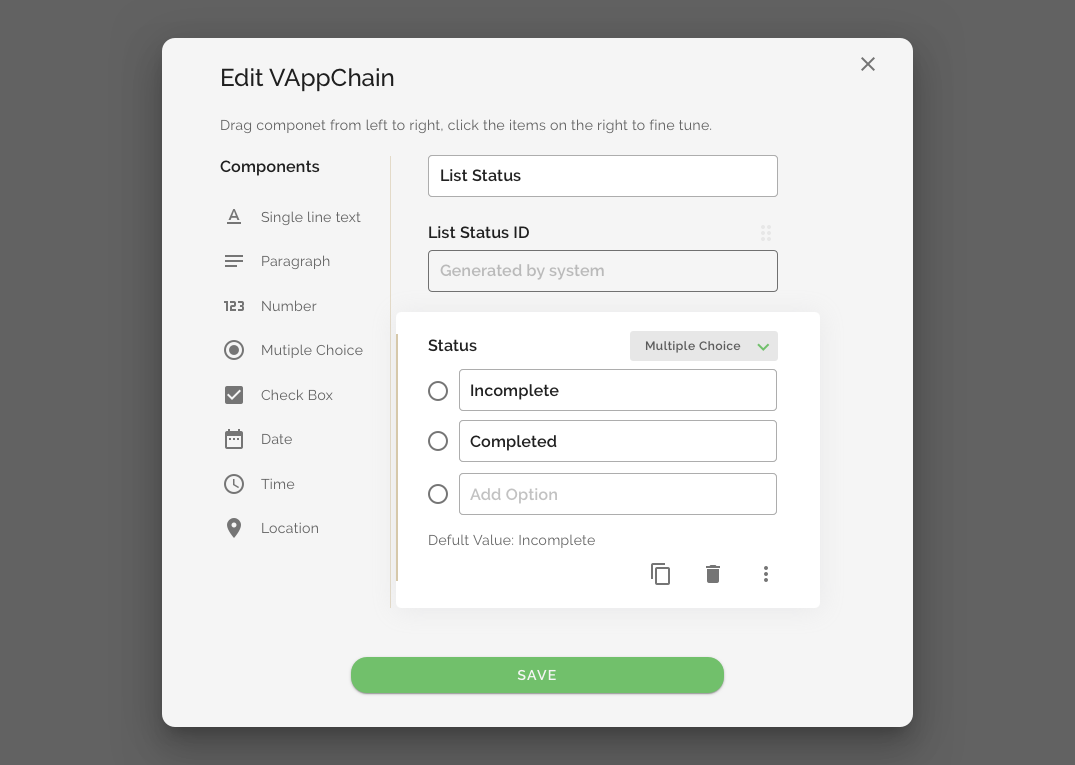 Edit VAppChain
Drag componet from left to right, click the items on the right to fine tune.
Components
Single line text
Paragraph
123 Number
Mutiple Choice
Check Box
Date
Time
Location
List Status
List Status ID
Generated by system
Status
Multiple Choice
Incomplete
Completed
Add Option
Defult Value: Incomplete
SAVE